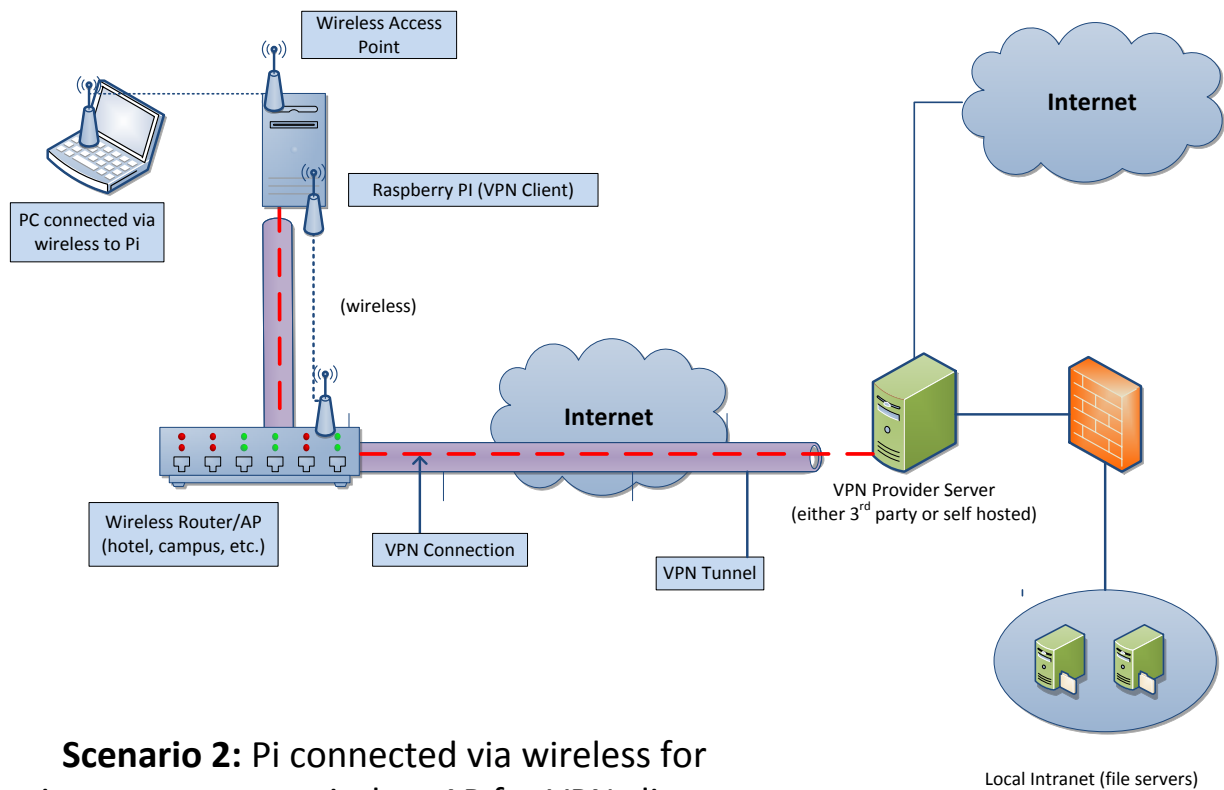 Wireless Access
Point
Internet
Raspberry PI (VPN Client)
PC connected via
wireless to Pi
(wireless)
Internet
VPN Provider Server
(either 3rd party or self hosted)
Wireless Router/AP
(hotel, campus, etc.)
VPN Connection
VPN Tunnel
Scenario 2: Pi connected via wireless for
Local Intranet (file servers)